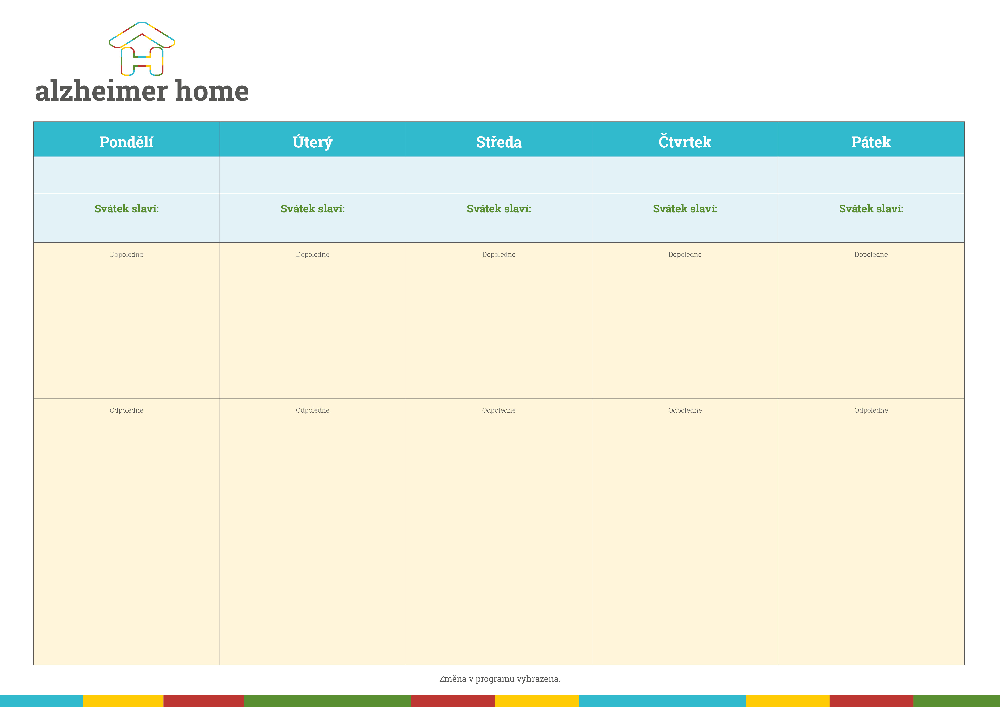 alzheimer home
Pondělí Úterý Středa Čtvrtek Pátek
Svátek slaví: Svátek slaví: Svátek slaví: Svátek slaví: Svátek slaví:
Dopoledne Dopoledne Dopoledne Dopoledne Dopoledne
Odpoledne Odpoledne Odpoledne Odpoledne Odpoledne
Změna v programu vyhrazena.